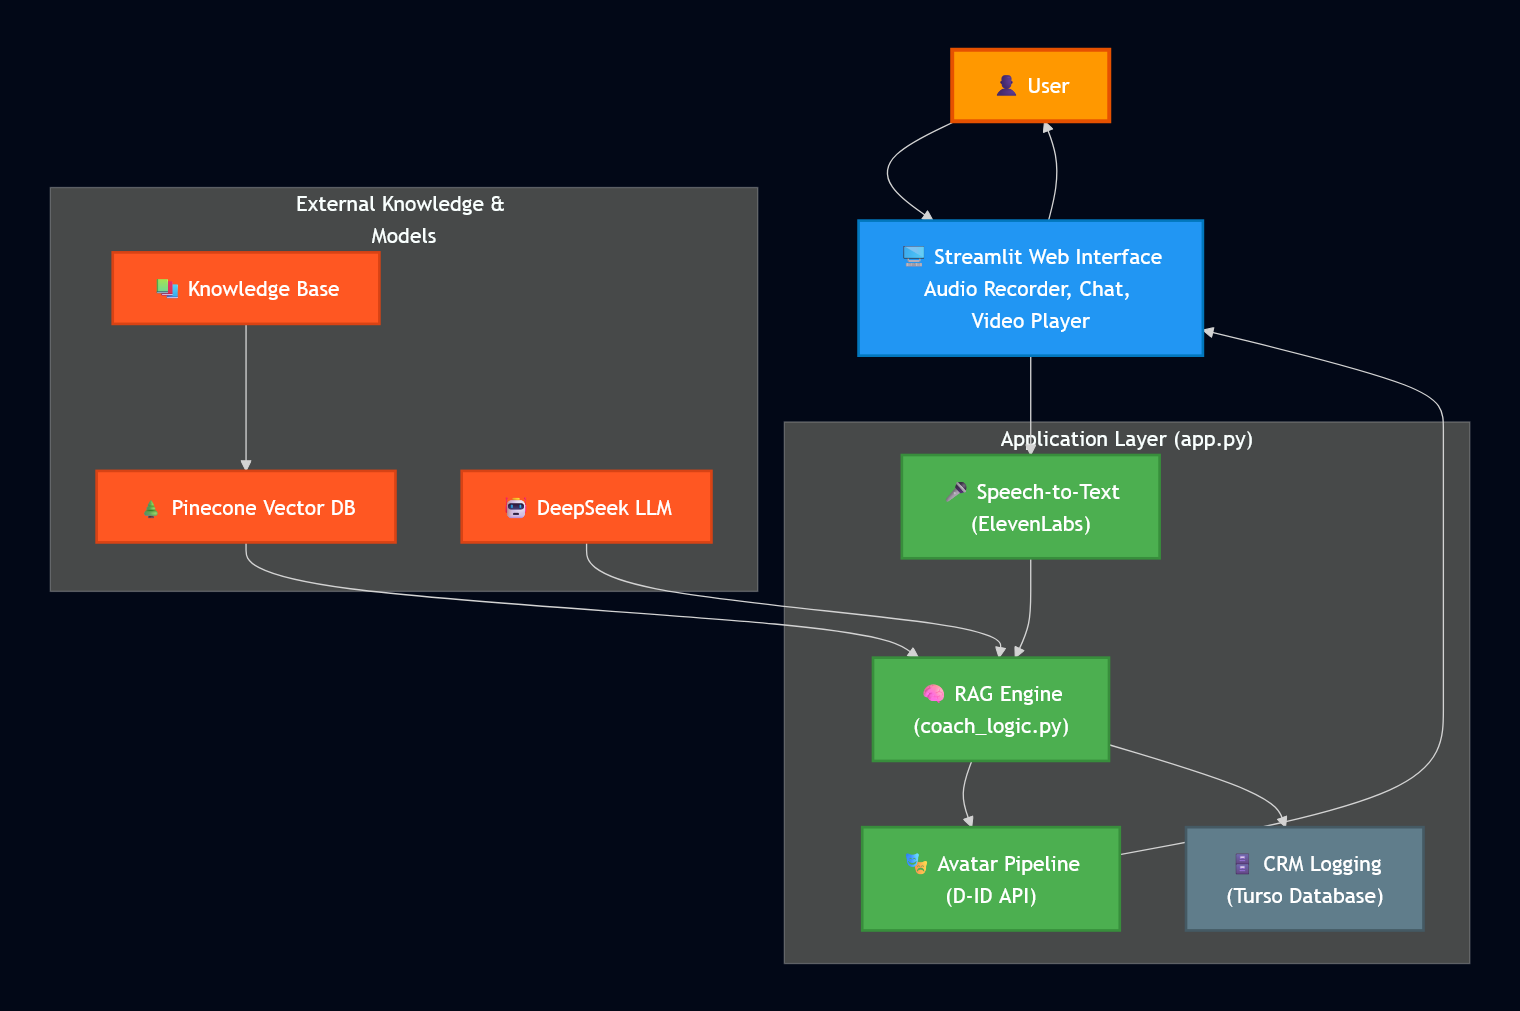 User
External Knowledge &
Models
Knowledge Base
Streamlit Web Interface
Audio Recorder, Chat,
Video Player
Pinecone Vector DB
DeepSeek LLM
Application Layer (app.py)
Speech-to-Text
(ElevenLabs)
RAG Engine
(coach_logic.py)
Avatar Pipeline
(D-ID API)
CRM Logging
(Turso Database)